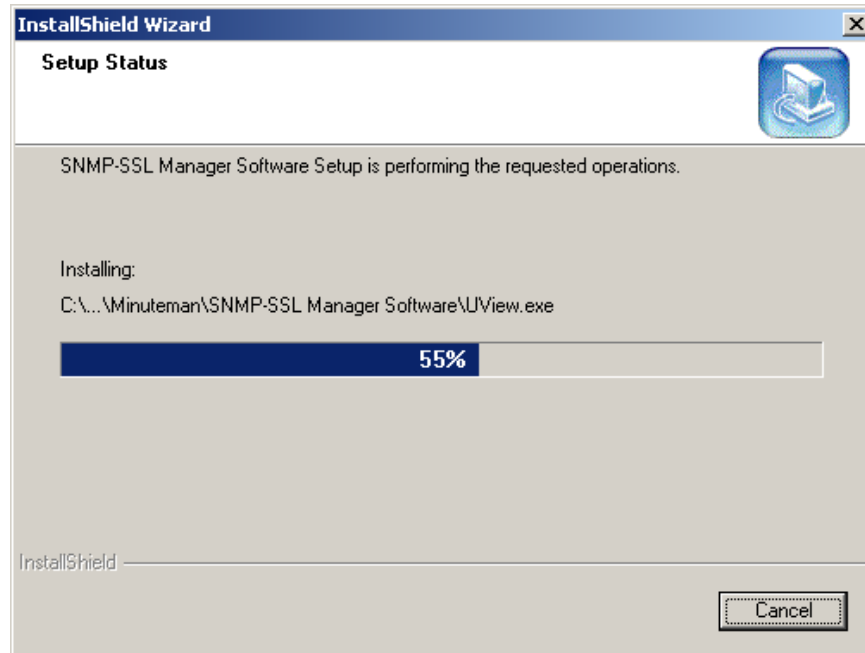 InstallShield Wizard
Setup Status
SNMP-SSL Manager Software Setup is performing the requested operations.
Installing:
C:\...\Minuteman\SNMP-SSL Manager Software\UView.exe
55%
InstallShield
Cancel